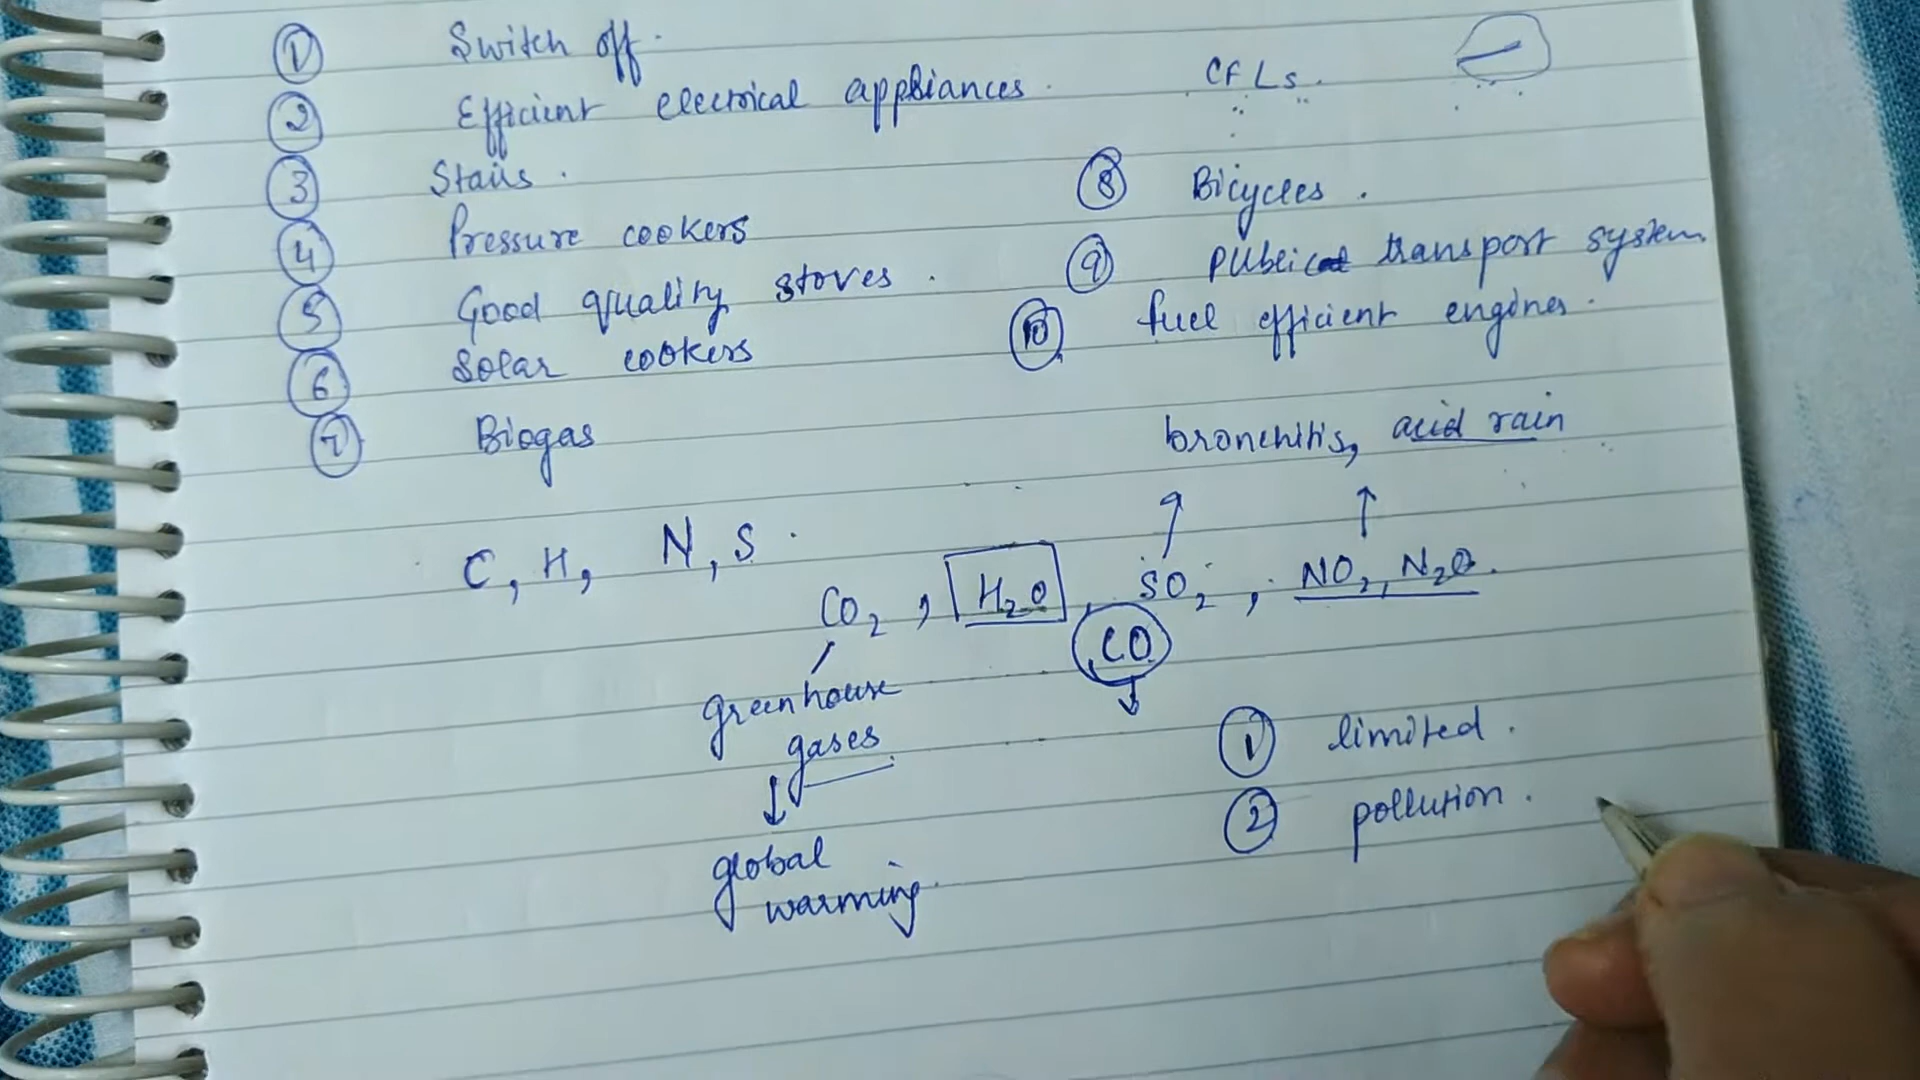 ① Switch off.
② Efficient electrical appliances. CFLs.
③ Stairs.
④ Pressure cookers
⑤ Good quality stoves.
⑥ Solar cookers
⑦ Biogas
⑧ Bicycles.
⑨ Public transport system
⑩ fuel efficient engines.
bronchitis, acid rain
C, H, N, S.
CO₂, H₂O, SO₂, NO₂, N₂O.
CO
greenhouse
gases
global
warming.
① limited.
② pollution.